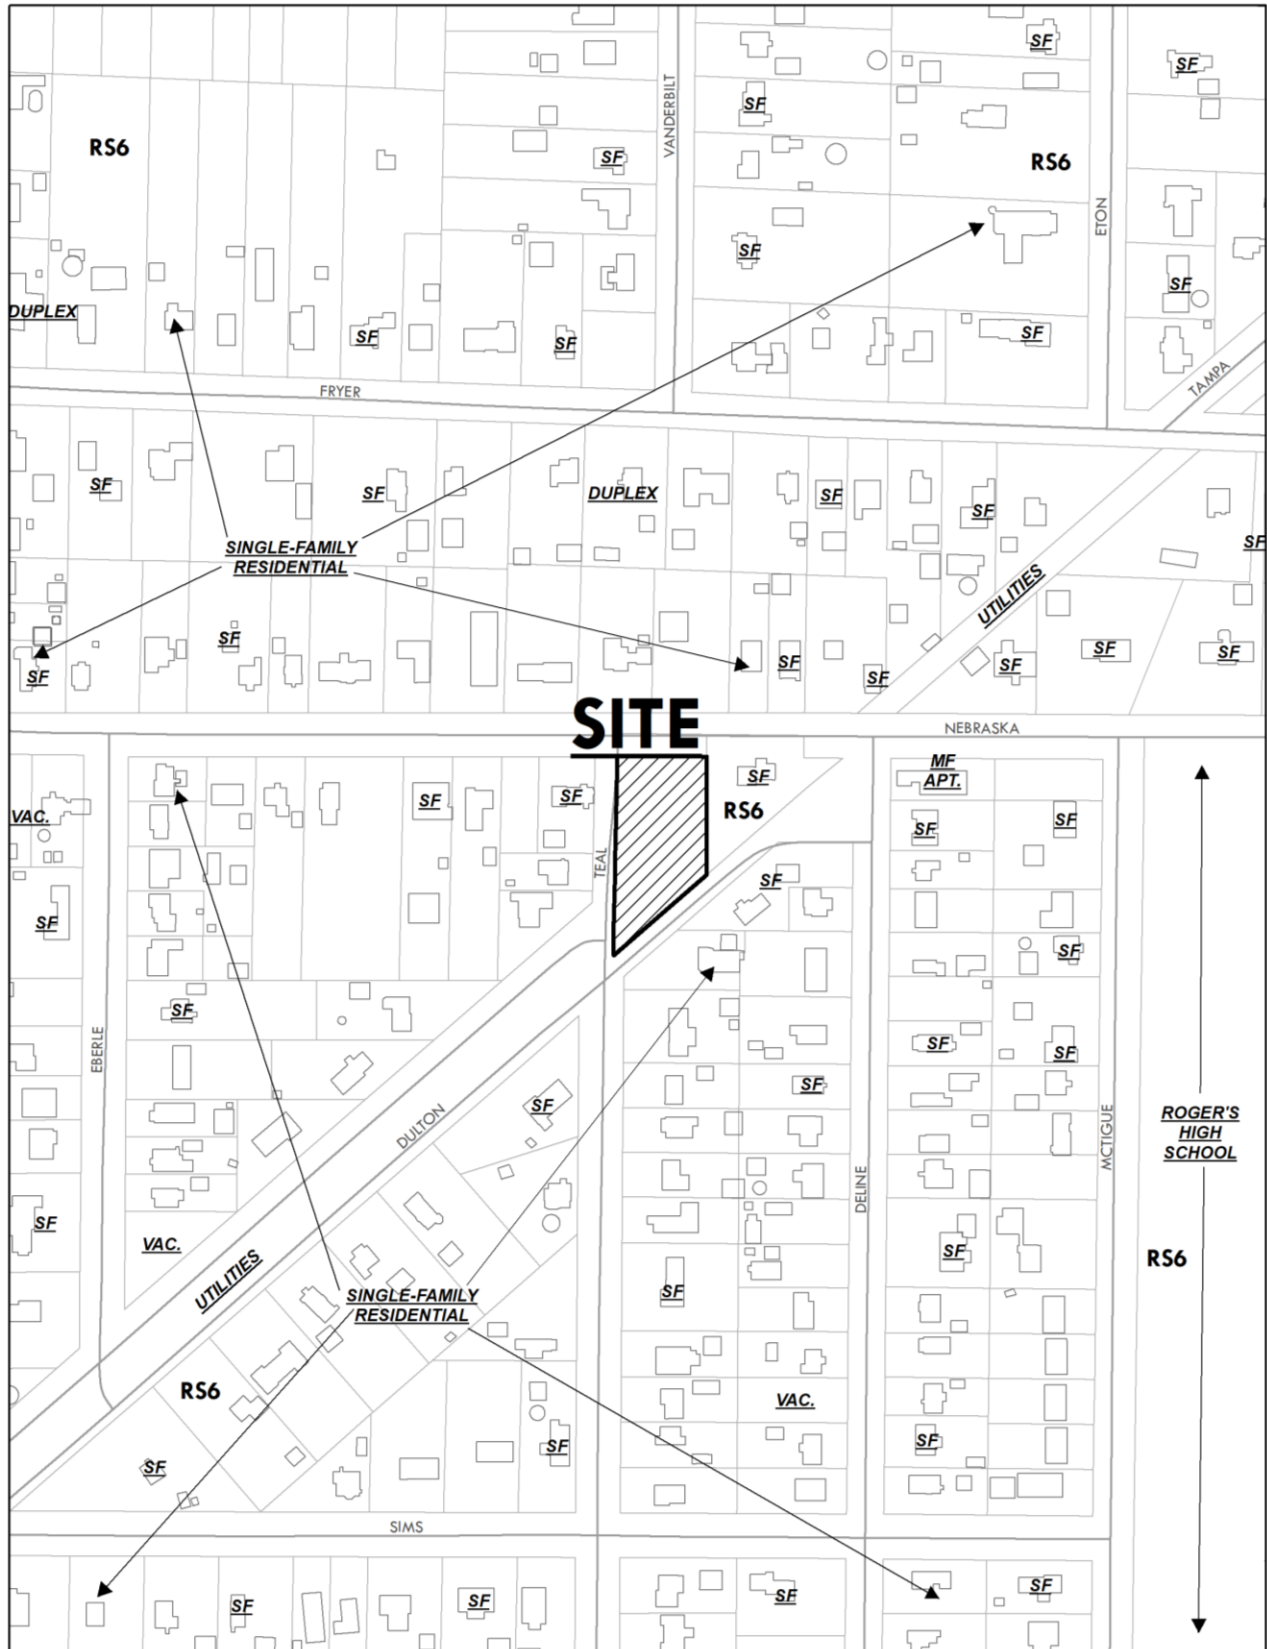 SF
SF
VANDERBILT
SF
RS6
SF
RS6
ETON
SF
SF
DUPLEX
SF
SF
SF
TAMPA
FRYER
SF
SF
DUPLEX
SF
SF
SF
SINGLE-FAMILY
RESIDENTIAL
UTILITIES
SF
SF
SF
SF
SF
SF
SF
SITE
NEBRASKA
SF
MF
APT.
SF
SF
RS6
VAC.
SF
SF
TEAL
SF
SF
SF
SF
EBERLE
SF
SF
SF
SF
DULTON
MCTIGUE
ROGER'S
HIGH
SCHOOL
DELINE
SF
VAC.
SF
RS6
UTILITIES
SF
SINGLE-FAMILY
RESIDENTIAL
RS6
VAC.
SF
SF
SF
SIMS
SF
SF
SF
SF